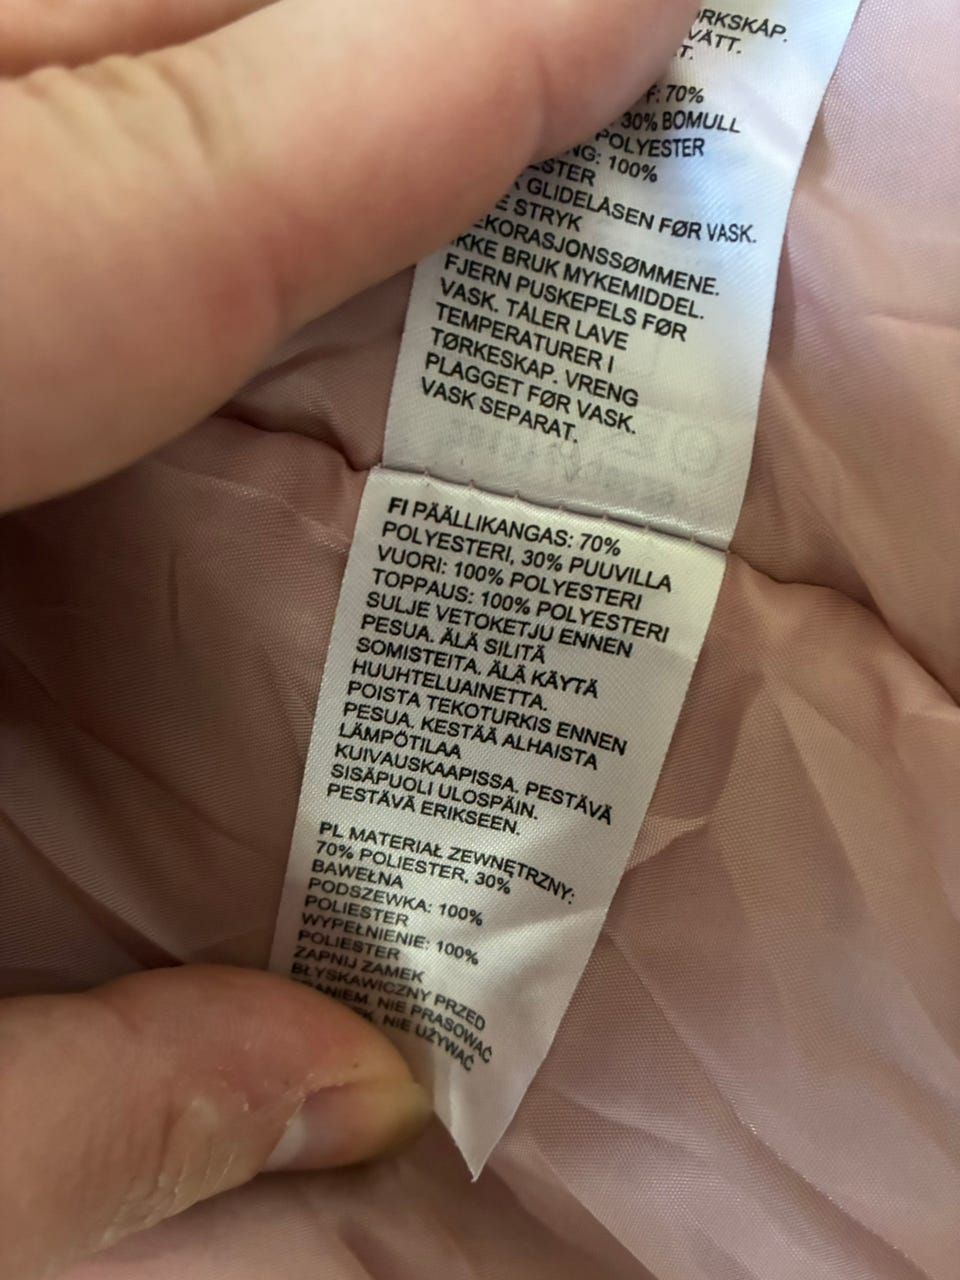 VÄTT.
70%
30% BOMULL
POLYESTER
100%
GLIDELÅSEN FØR VASK.
STRYK
IKKE BRUK MYKEMIDDEL.
FJERN PUSKEPELS FØR
VASK. TÅLER LAVE
TEMPERATURER I
TØRKESKAP. VRENG
PLAGGET FØR VASK.
VASK SEPARAT.
FI PÄÄLLIKANGAS: 70%
POLYESTERI, 30% PUUVILLA
VUORI: 100% POLYESTERI
TOPPAUS: 100% POLYESTERI
SULJE VETOKETJU ENNEN
PESUA. ÄLÄ SILITÄ
SOMISTEITA. ÄLÄ KÄYTÄ
HUUHTELUAINETTA.
POISTA TEKOTURKIS ENNEN
PESUA. KESTÄÄ ALHAISTA
LÄMPÖTILAA
KUIVAUSKAAPISSA. PESTÄVÄ
SISÄPUOLI ULOSPÄIN.
PESTÄVÄ ERIKSEEN.
PL MATERIAŁ ZEWNĘTRZNY:
70% POLIESTER, 30%
BAWEŁNA
PODSZEWKA: 100%
POLIESTER
WYPEŁNIENIE: 100%
POLIESTER
ZAPNIJ ZAMEK
BŁYSKAWICZNY PRZED
NIE PRASOWAĆ
NIE UŻYWAĆ